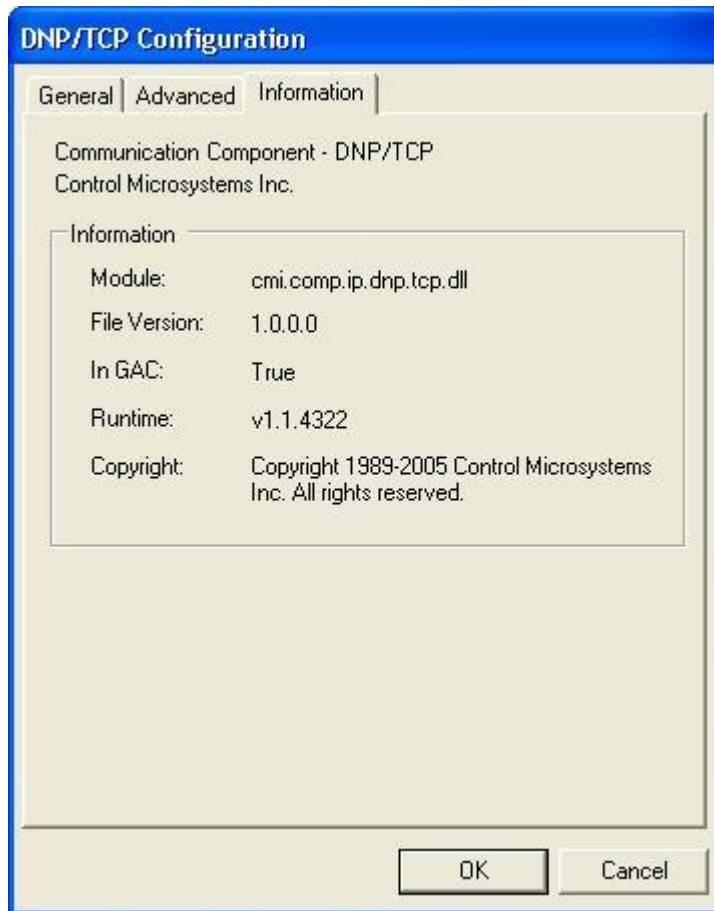 DNP/TCP Configuration
General
Advanced
Information
Communication Component - DNP/TCP
Control Microsystems Inc.
Information
Module: cmi.comp.ip.dnp.tcp.dll
File Version: 1.0.0.0
In GAC: True
Runtime: v1.1.4322
Copyright: Copyright 1989-2005 Control Microsystems
Inc. All rights reserved.
OK
Cancel